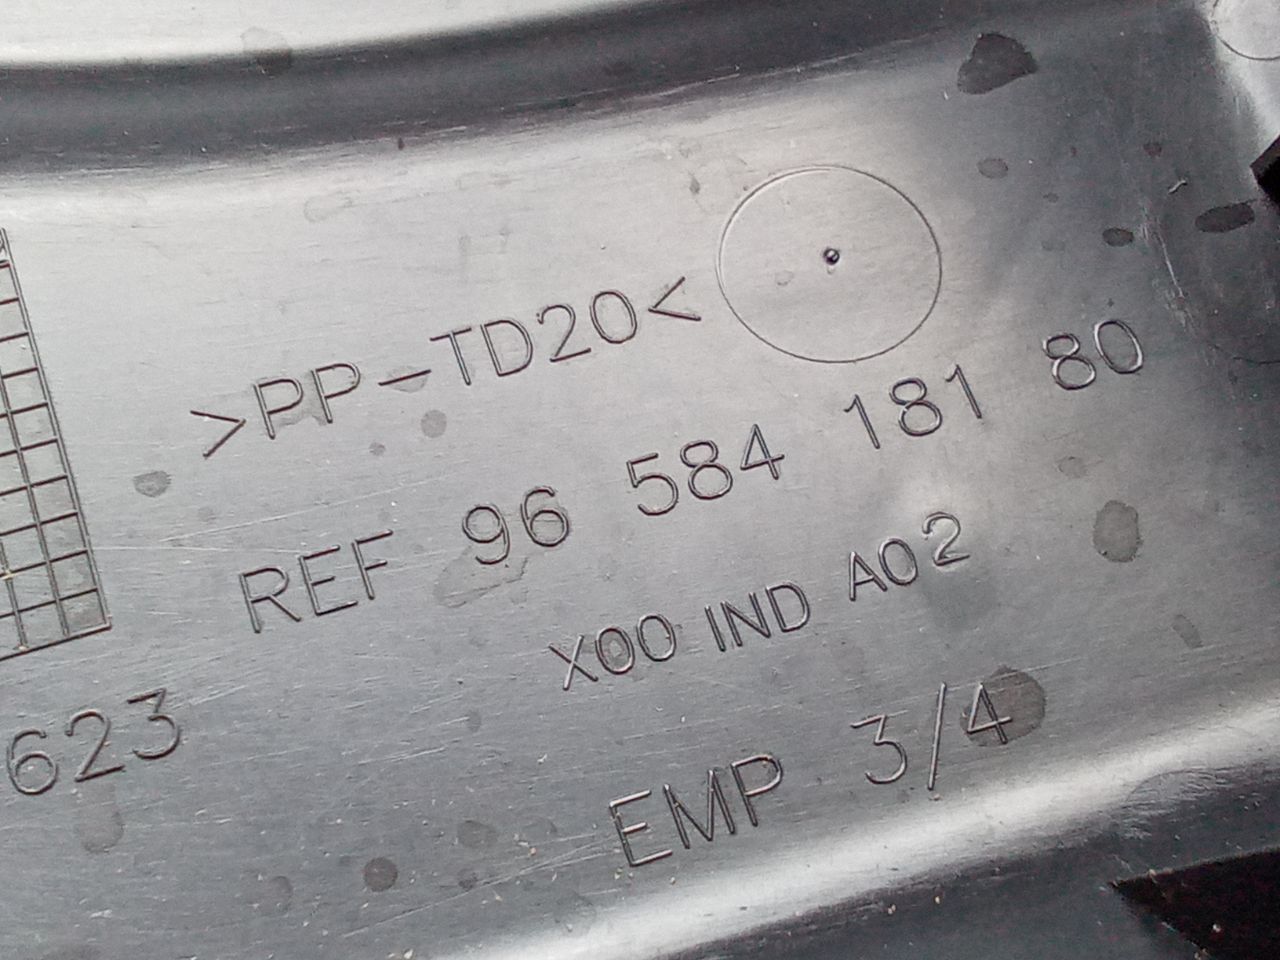 >PP-TD20<
REF 96 584 181 80
X00 IND A02
623
EMP 3/4